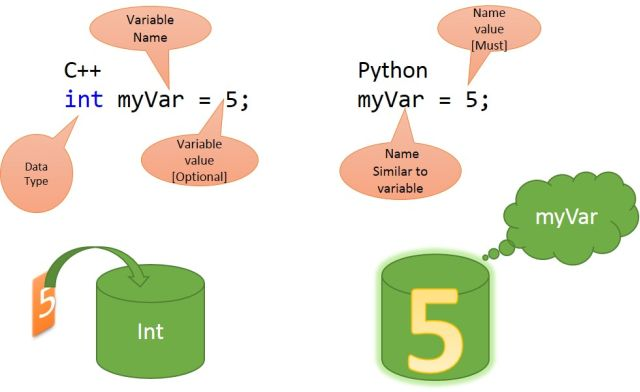 Variable
Name
C++
int myVar = 5;
Data
Type
Variable
value
[Optional]
5
Int
Name
value
[Must]
Python
myVar = 5;
Name
Similar to
variable
myVar
5